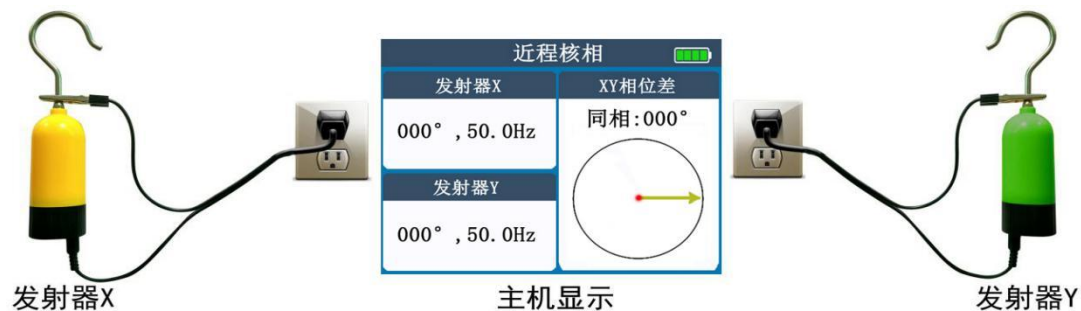 近程核相
发射器X
000° ,50.0Hz
XY相位差
同相:000°
发射器Y
000° ,50.0Hz
发射器X
主机显示
发射器Y